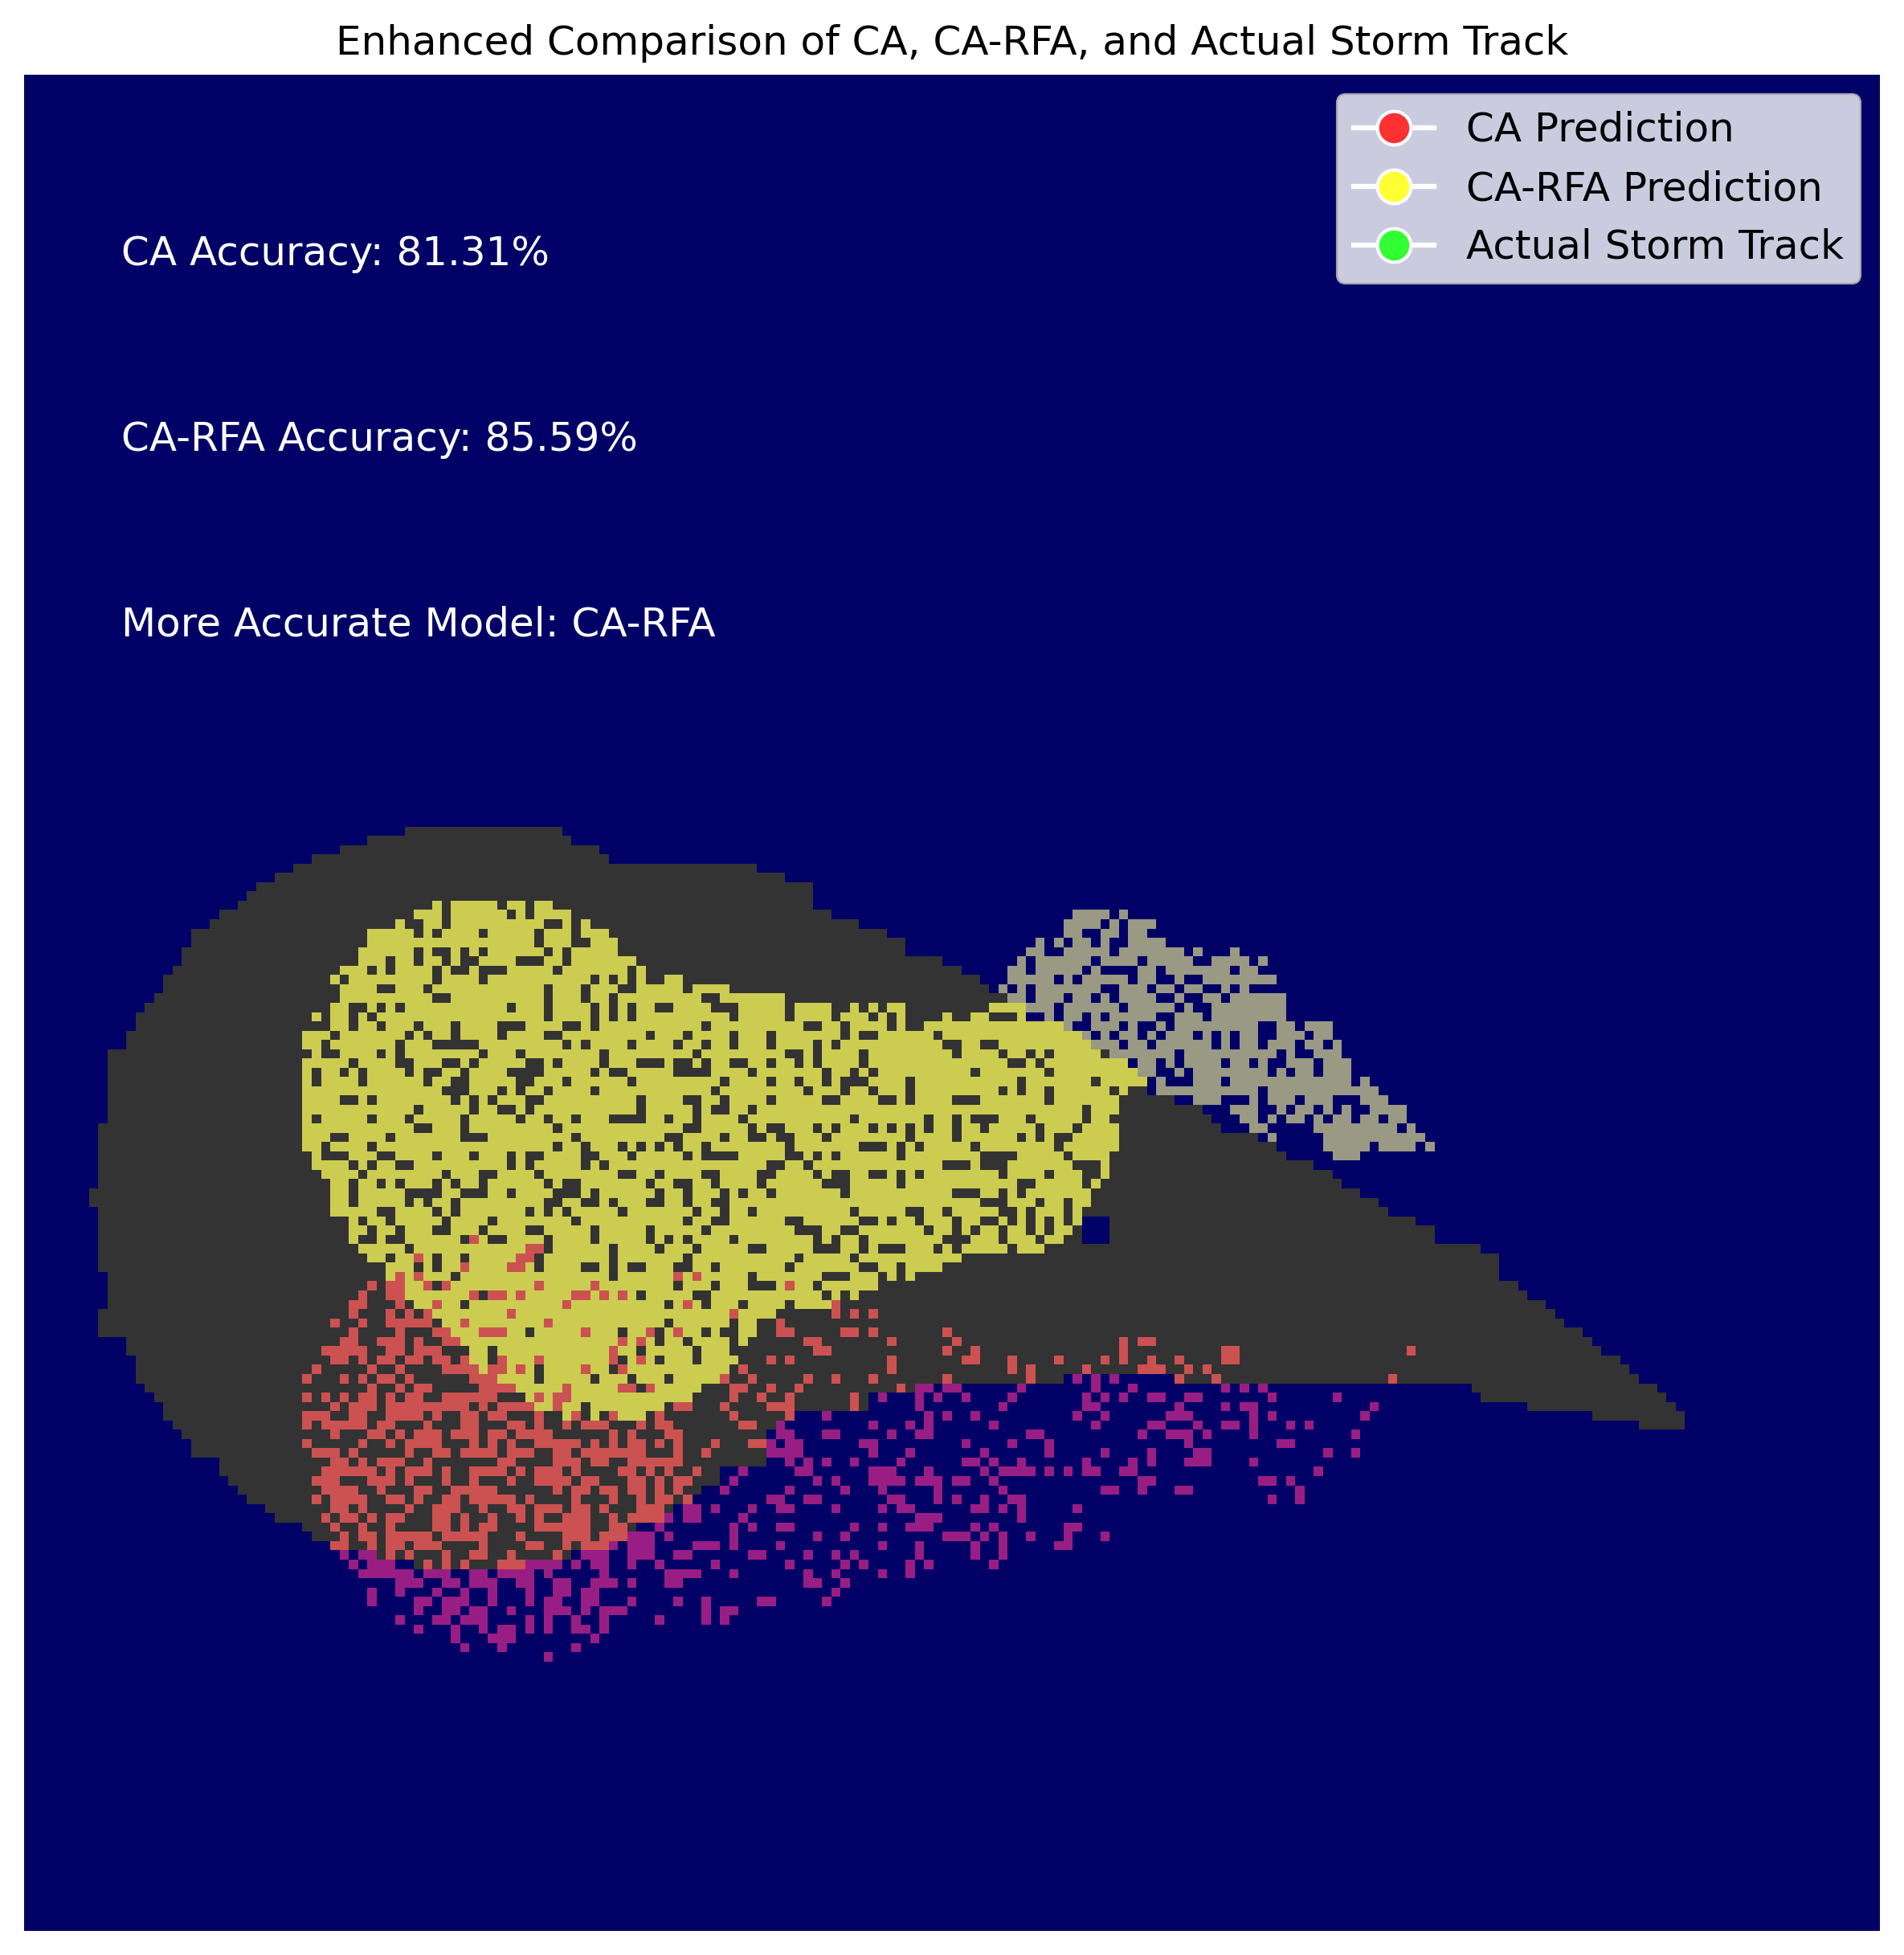 Enhanced Comparison of CA, CA-RFA, and Actual Storm Track
CA Prediction
CA-RFA Prediction
Actual Storm Track
CA Accuracy: 81.31%
CA-RFA Accuracy: 85.59%
More Accurate Model: CA-RFA